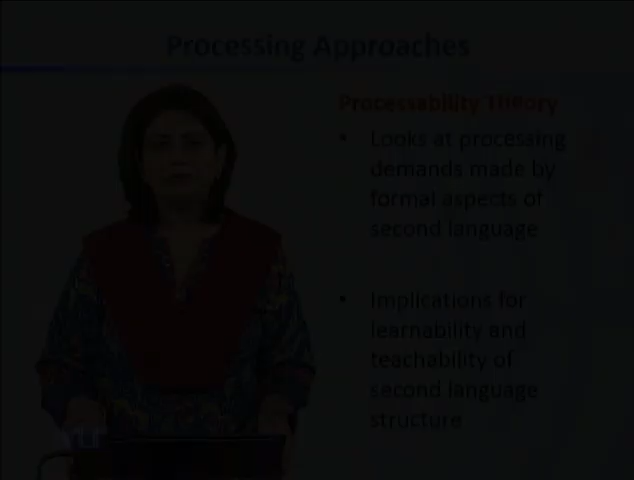 Processing Approaches
Processability Theory
• Looks at processing
demands made by
formal aspects of
second language
• Implications for
learnability and
teachability of
second language
structure